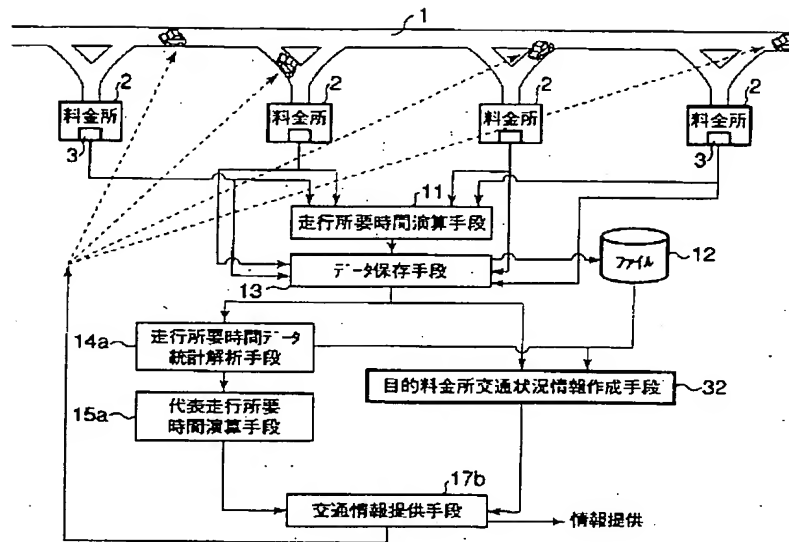 1
2
2
2
2
料金所
料金所
料金所
料金所
3
3
11
走行所要時間演算手段
データ保存手段
13
ファイル
12
14a
走行所要時間データ
統計解析手段
目的料金所交通状況情報作成手段
32
15a
代表走行所要
時間演算手段
17b
交通情報提供手段
情報提供